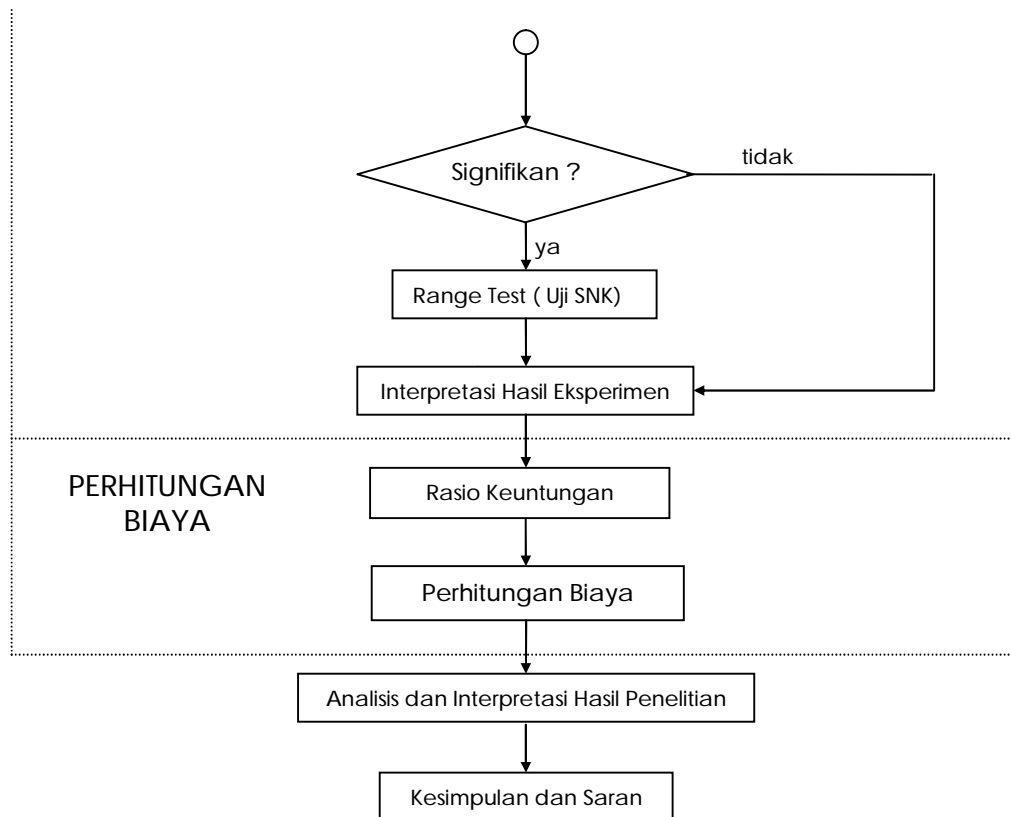 Signifikan ?
tidak
ya
Range Test ( Uji SNK)
Interpretasi Hasil Eksperimen
PERHITUNGAN
BIAYA
Rasio Keuntungan
Perhitungan Biaya
Analisis dan Interpretasi Hasil Penelitian
Kesimpulan dan Saran